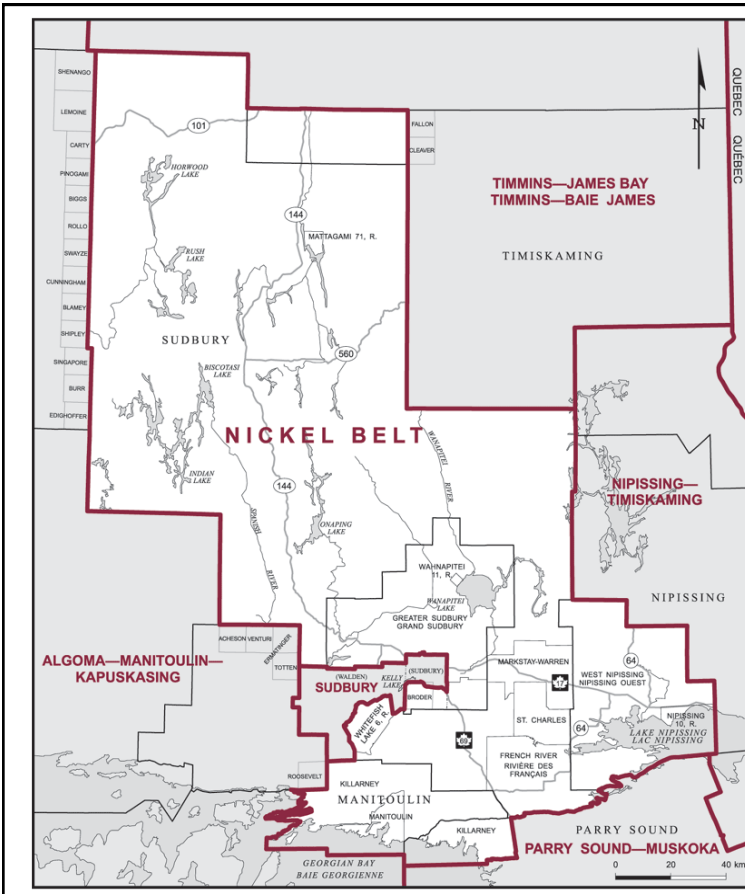 SHENANGO
LEMOINE
CARTY
PINOGAMI
BIGGS
ROLLO
SWAYZE
CUNNINGHAM
BLAMEY
SHIPLEY
SINGAPORE
BURR
EDIGHOFFER
101
HORWOOD
LAKE
144
MATTAGAMI 71, R.
RUSH
LAKE
SUDBURY
560
BISCOTASI
LAKE
FALLON
CLEAVER
QUEBEC
QUÉBEC
N
TIMMINS—JAMES BAY
TIMMINS—BAIE JAMES
TIMISKAMING
NICKEL BELT
WANAPITEI
RIVER
INDIAN
LAKE
144
SPANISH
RIVER
ONAPING
LAKE
NIPISSING—
TIMISKAMING
NIPISSING
WAHNAPITEI
11, R.
WANAPITEI
LAKE
GREATER SUDBURY
GRAND SUDBURY
ACHESON
VENTURI
ERMATINGER
TOTTEN
ALGOMA—MANITOULIN—
KAPUSKASING
(WALDEN)
SUDBURY
KELLY
LAKE
(SUDBURY)
BRODER
WHITEFISH
LAKE 6, R.
MARKSTAY-WARREN
17
64
WEST NIPISSING
NIPISSING OUEST
ST. CHARLES
64
NIPISSING
10, R.
LAKE NIPISSING
LAC NIPISSING
69
FRENCH RIVER
RIVIÈRE DES
FRANÇAIS
ROOSEVELT
KILLARNEY
MANITOULIN
MANITOULIN
KILLARNEY
GEORGIAN BAY
BAIE GEORGIENNE
PARRY SOUND
PARRY SOUND—MUSKOKA
0 20 40 km